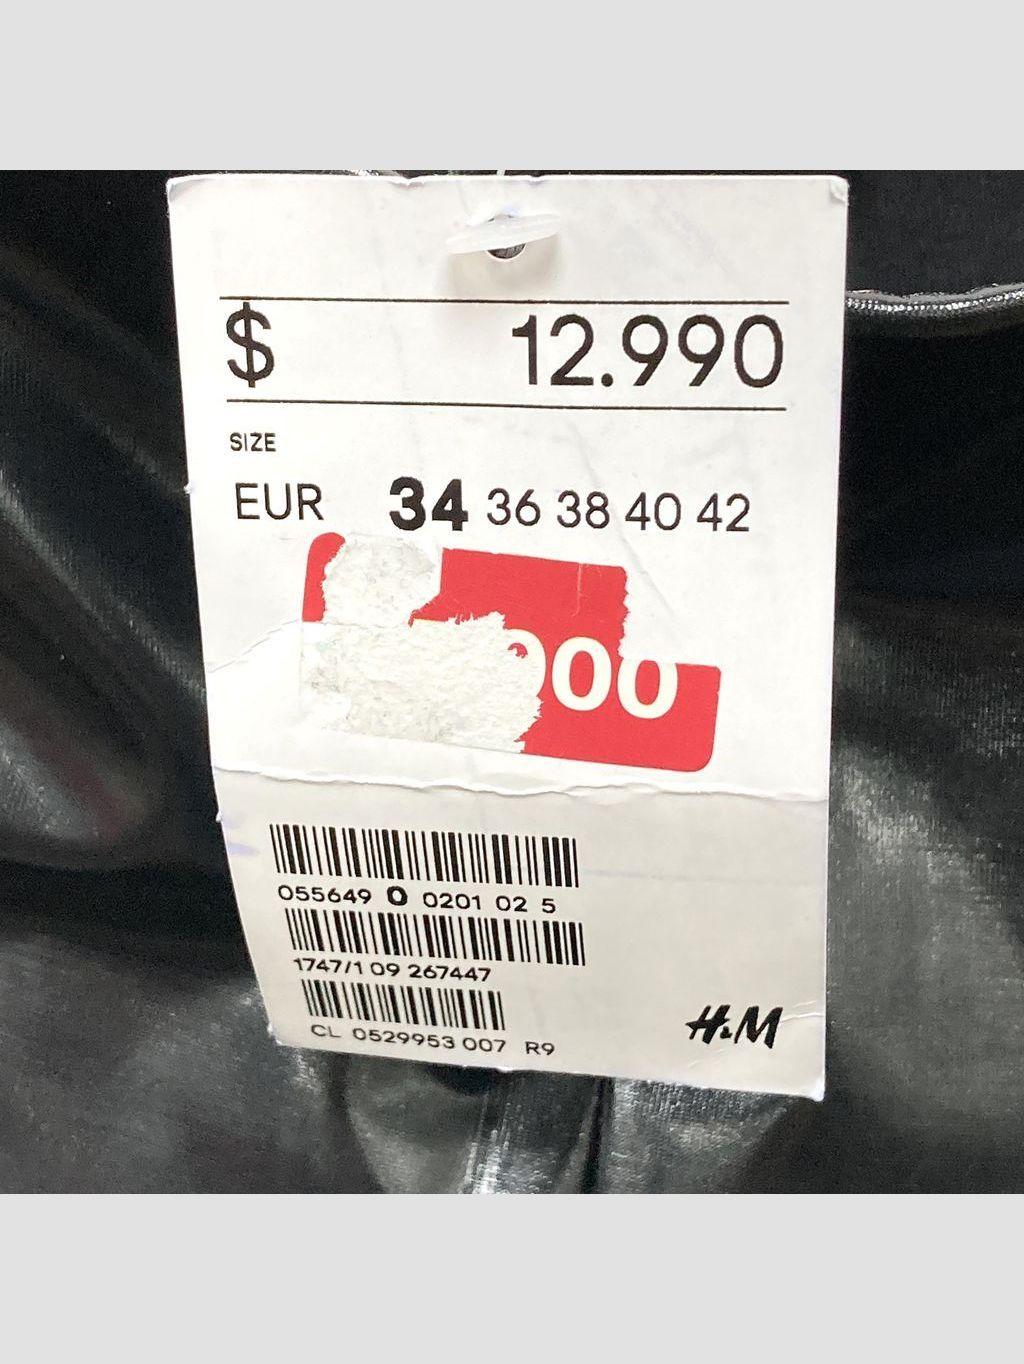 $ 12.990
SIZE
EUR 34 36 38 40 42
000
055649 0 0201 02 5
1747/1 09 267447
CL 0529953 007 R9
H&M